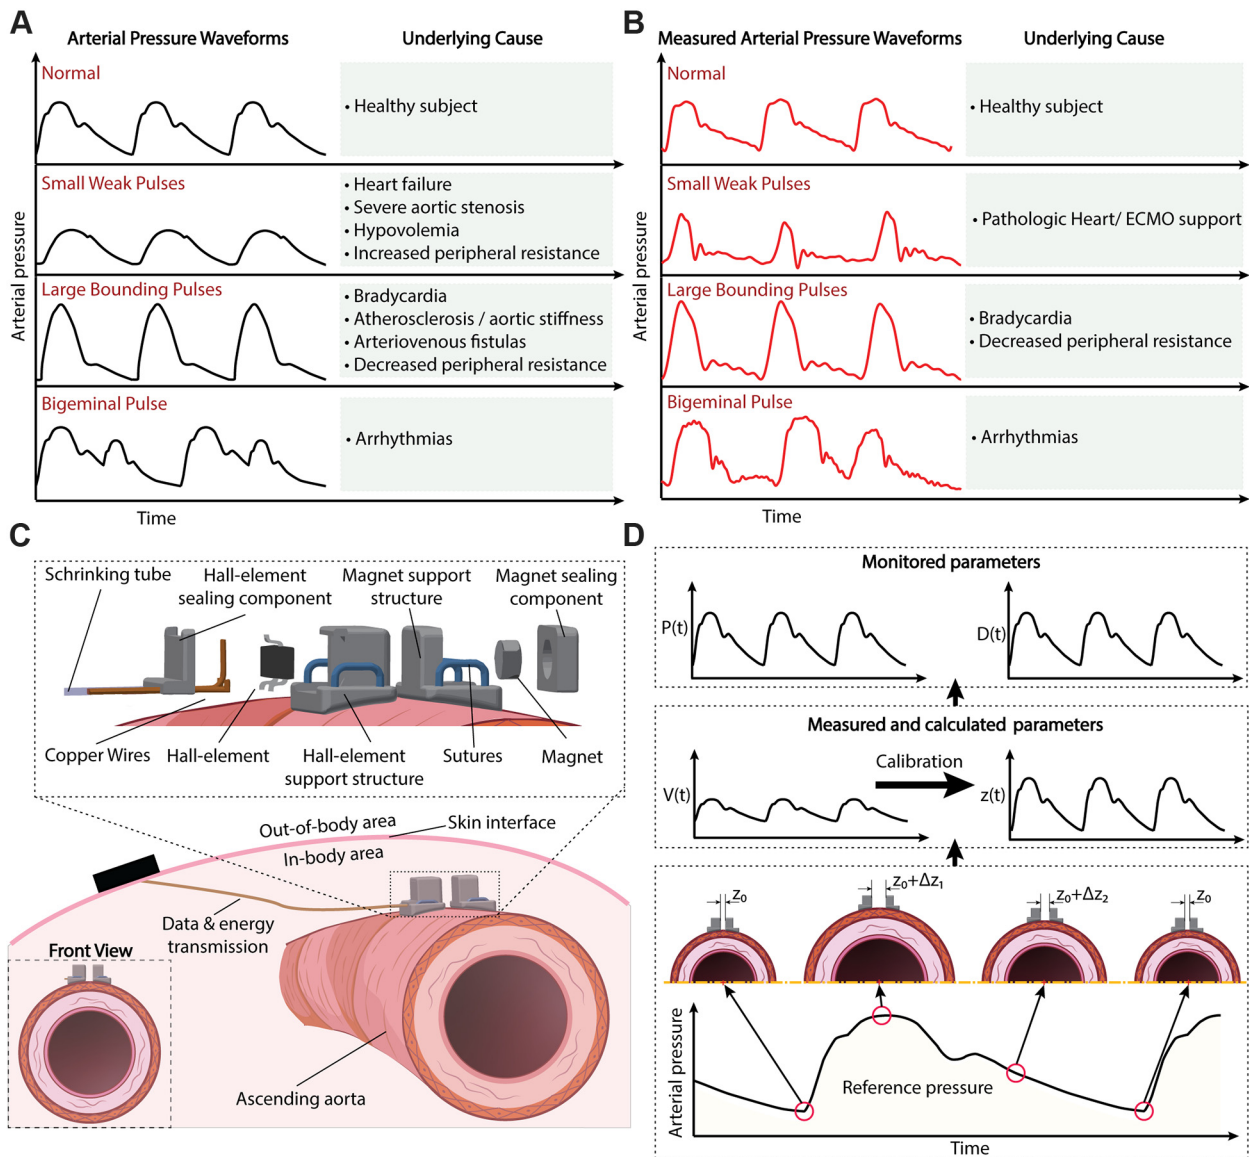 A
Arterial Pressure Waveforms
Underlying Cause
Arterial pressure
Normal
• Healthy subject
Small Weak Pulses
• Heart failure
• Severe aortic stenosis
• Hypovolemia
• Increased peripheral resistance
Large Bounding Pulses
• Bradycardia
• Atherosclerosis / aortic stiffness
• Arteriovenous fistulas
• Decreased peripheral resistance
Bigeminal Pulse
• Arrhythmias
Time
B
Measured Arterial Pressure Waveforms
Underlying Cause
Arterial pressure
Normal
• Healthy subject
Small Weak Pulses
• Pathologic Heart/ ECMO support
Large Bounding Pulses
• Bradycardia
• Decreased peripheral resistance
Bigeminal Pulse
• Arrhythmias
Time
C
Schrinking tube
Hall-element
sealing component
Magnet support
structure
Magnet sealing
component
Copper Wires
Hall-element
Hall-element
support structure
Sutures
Magnet
Out-of-body area
Skin interface
In-body area
Data & energy
transmission
Front View
Ascending aorta
D
Monitored parameters
P(t)
D(t)
Measured and calculated parameters
V(t)
Calibration
z(t)
z₀
z₀+Δz₁
z₀+Δz₂
z₀
Arterial pressure
Reference pressure
Time